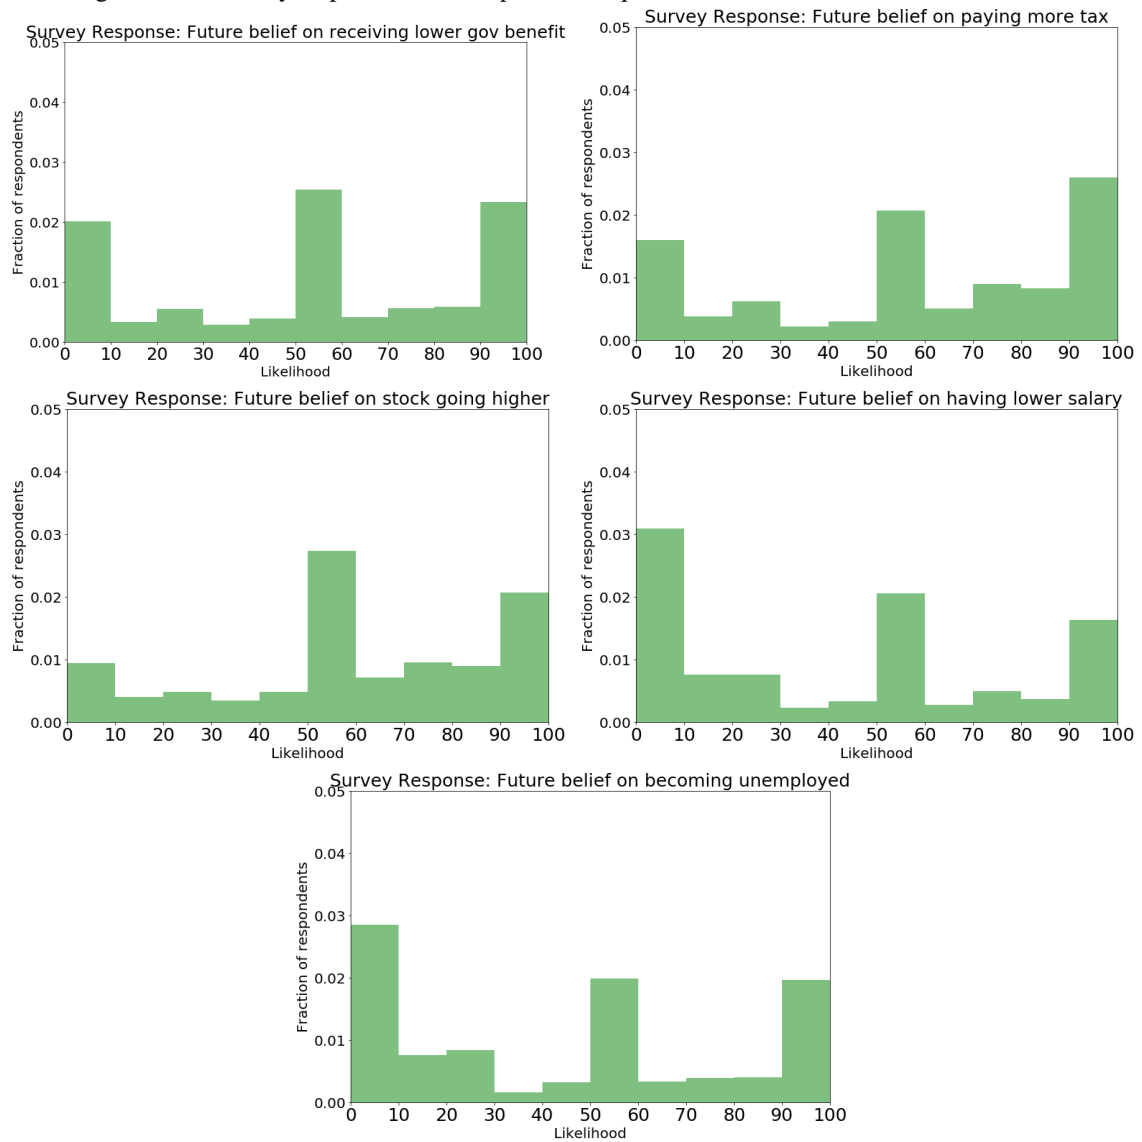 Survey Response: Future belief on receiving lower gov benefit
0.05
0.04
0.03
0.02
0.01
0.00
Fraction of respondents
0 10 20 30 40 50 60 70 80 90 100
Likelihood
Survey Response: Future belief on paying more tax
0.05
0.04
0.03
0.02
0.01
0.00
Fraction of respondents
0 10 20 30 40 50 60 70 80 90 100
Likelihood
Survey Response: Future belief on stock going higher
0.05
0.04
0.03
0.02
0.01
0.00
Fraction of respondents
0 10 20 30 40 50 60 70 80 90 100
Likelihood
Survey Response: Future belief on having lower salary
0.05
0.04
0.03
0.02
0.01
0.00
Fraction of respondents
0 10 20 30 40 50 60 70 80 90 100
Likelihood
Survey Response: Future belief on becoming unemployed
0.05
0.04
0.03
0.02
0.01
0.00
Fraction of respondents
0 10 20 30 40 50 60 70 80 90 100
Likelihood